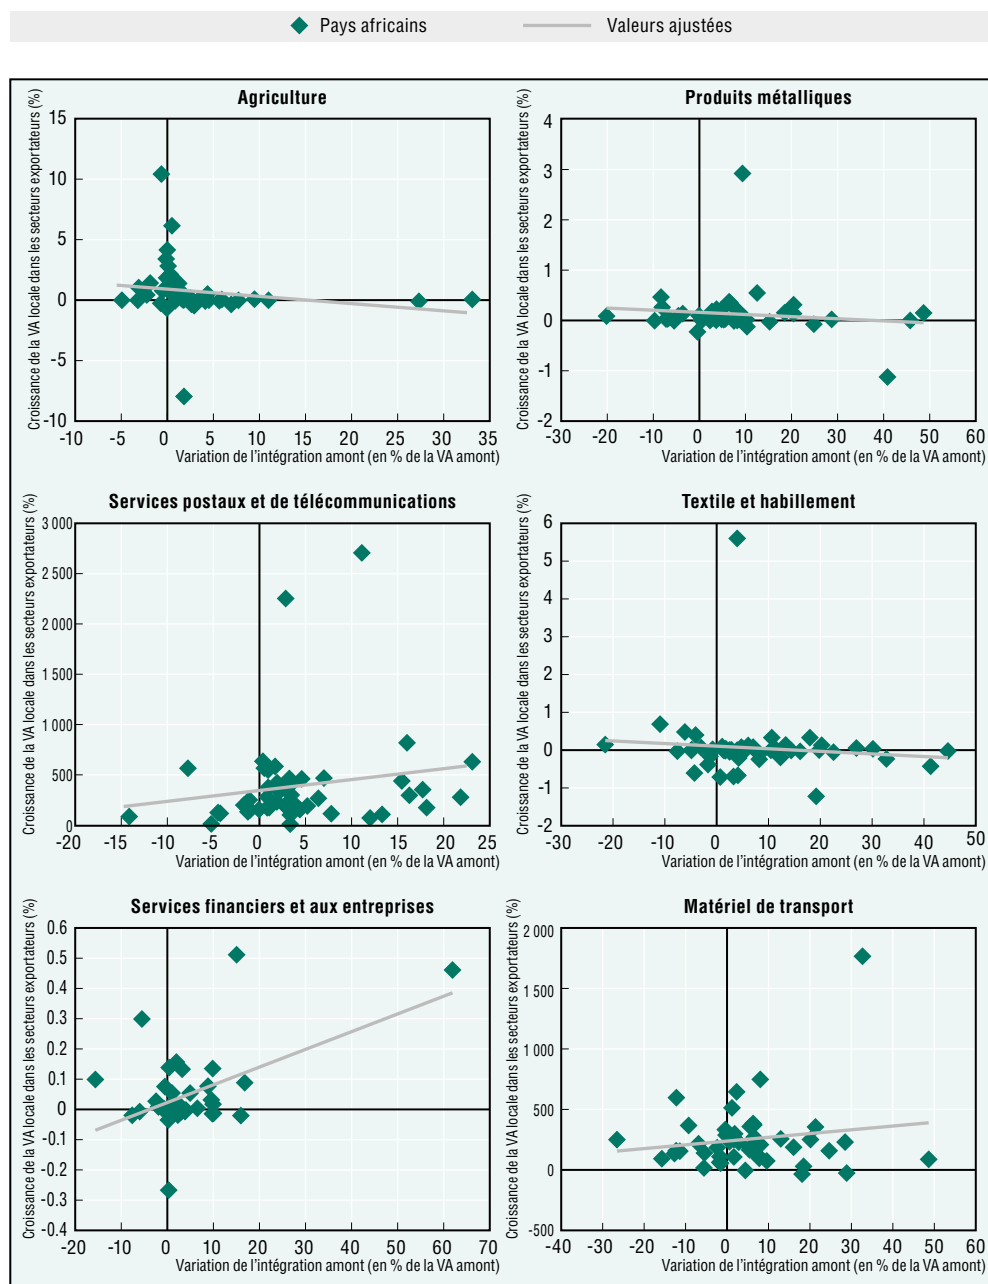 Pays africains
Valeurs ajustées
Agriculture
Croissance de la VA locale dans les secteurs exportateurs (%)
15
10
5
0
-5
-10
-10 -5 0 5 10 15 20 25 30 35
Variation de l'intégration amont (en % de la VA amont)
Produits métalliques
Croissance de la VA locale dans les secteurs exportateurs (%)
4
3
2
1
0
-1
-2
-30 -20 -10 0 10 20 30 40 50 60
Variation de l'intégration amont (en % de la VA amont)
Services postaux et de télécommunications
Croissance de la VA locale dans les secteurs exportateurs (%)
3 000
2 500
2 000
1 500
1 000
500
0
-20 -15 -10 -5 0 5 10 15 20 25
Variation de l'intégration amont (en % de la VA amont)
Textile et habillement
Croissance de la VA locale dans les secteurs exportateurs (%)
6
5
4
3
2
1
0
-1
-2
-30 -20 -10 0 10 20 30 40 50
Variation de l'intégration amont (en % de la VA amont)
Services financiers et aux entreprises
Croissance de la VA locale dans les secteurs exportateurs (%)
0.6
0.5
0.4
0.3
0.2
0.1
0
-0.1
-0.2
-0.3
-0.4
-20 -10 0 10 20 30 40 50 60 70
Variation de l'intégration amont (en % de la VA amont)
Matériel de transport
Croissance de la VA locale dans les secteurs exportateurs (%)
2 000
1 500
1 000
500
0
-500
-40 -30 -20 -10 0 10 20 30 40 50 60
Variation de l'intégration amont (en % de la VA amont)